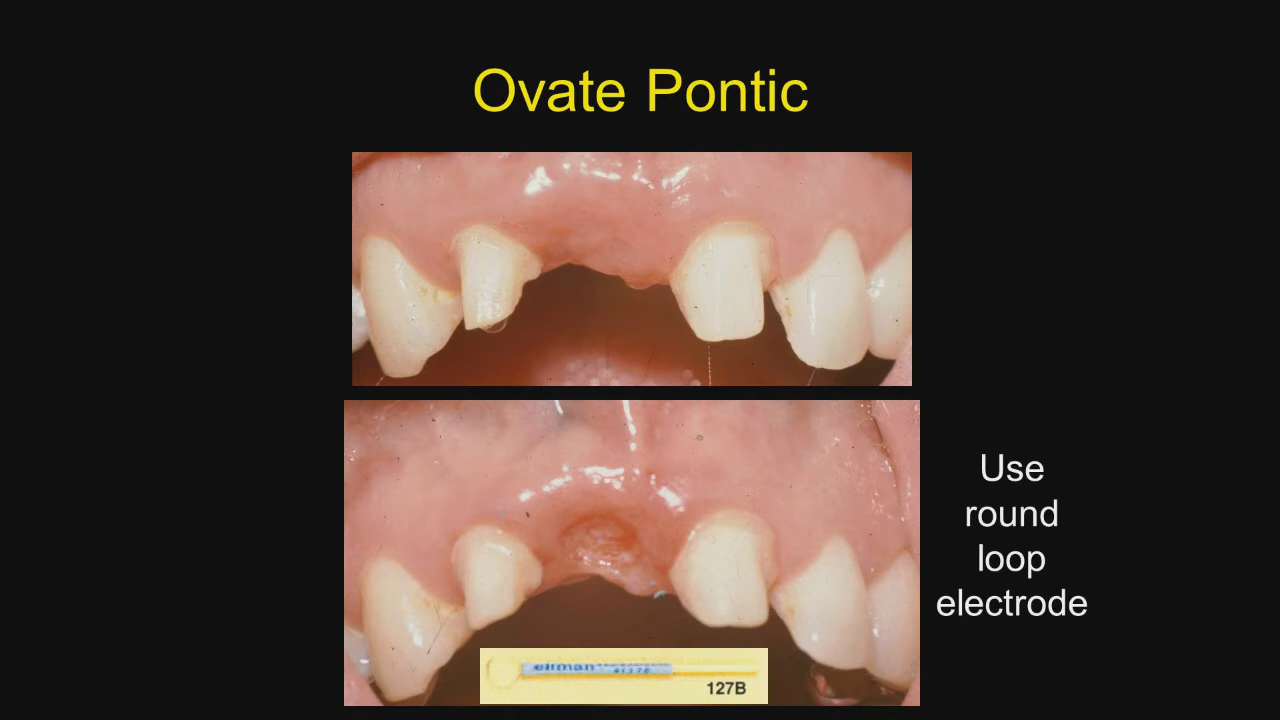 Ovate Pontic
Use
round
loop
electrode
ellman
127B